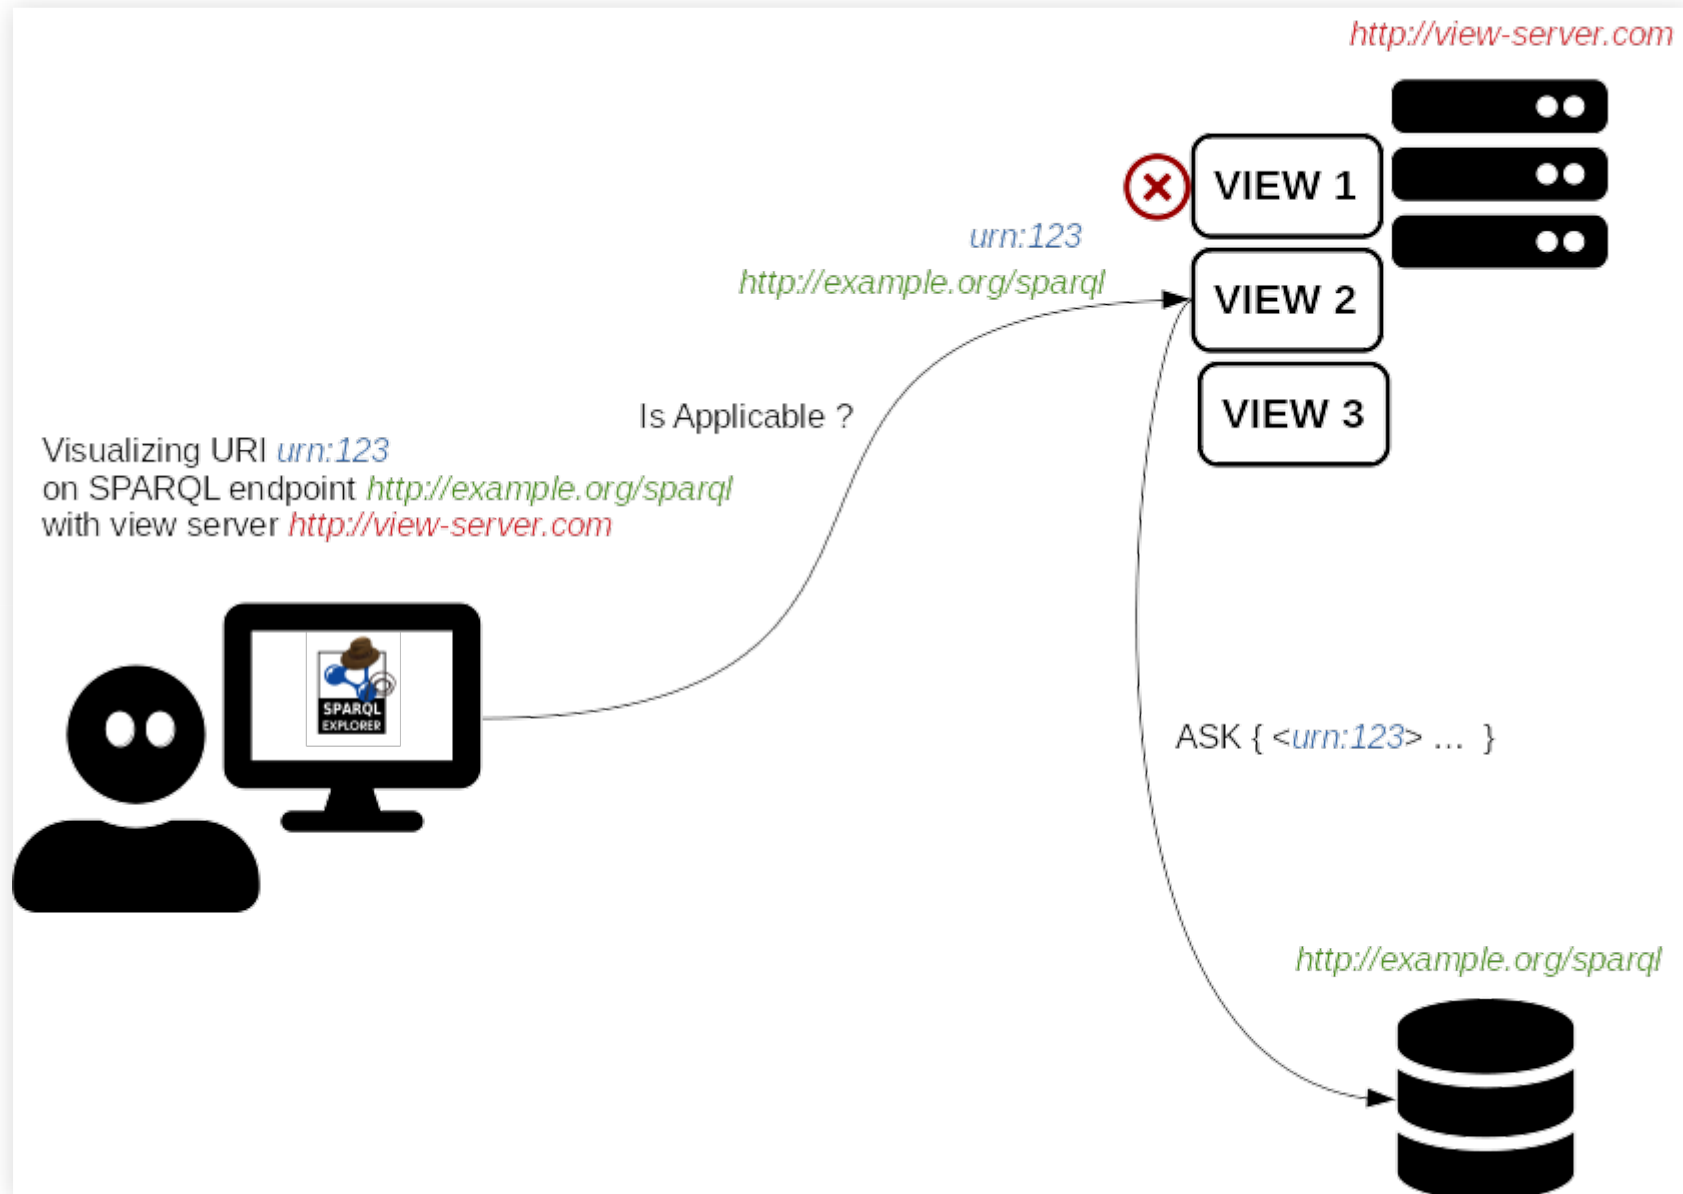 http://view-server.com
VIEW 1
urn:123
http://example.org/sparql
VIEW 2
Is Applicable ?
VIEW 3
Visualizing URI urn:123
on SPARQL endpoint http://example.org/sparql
with view server http://view-server.com
SPARQL
EXPLORER
ASK { <urn:123> ... }
http://example.org/sparql